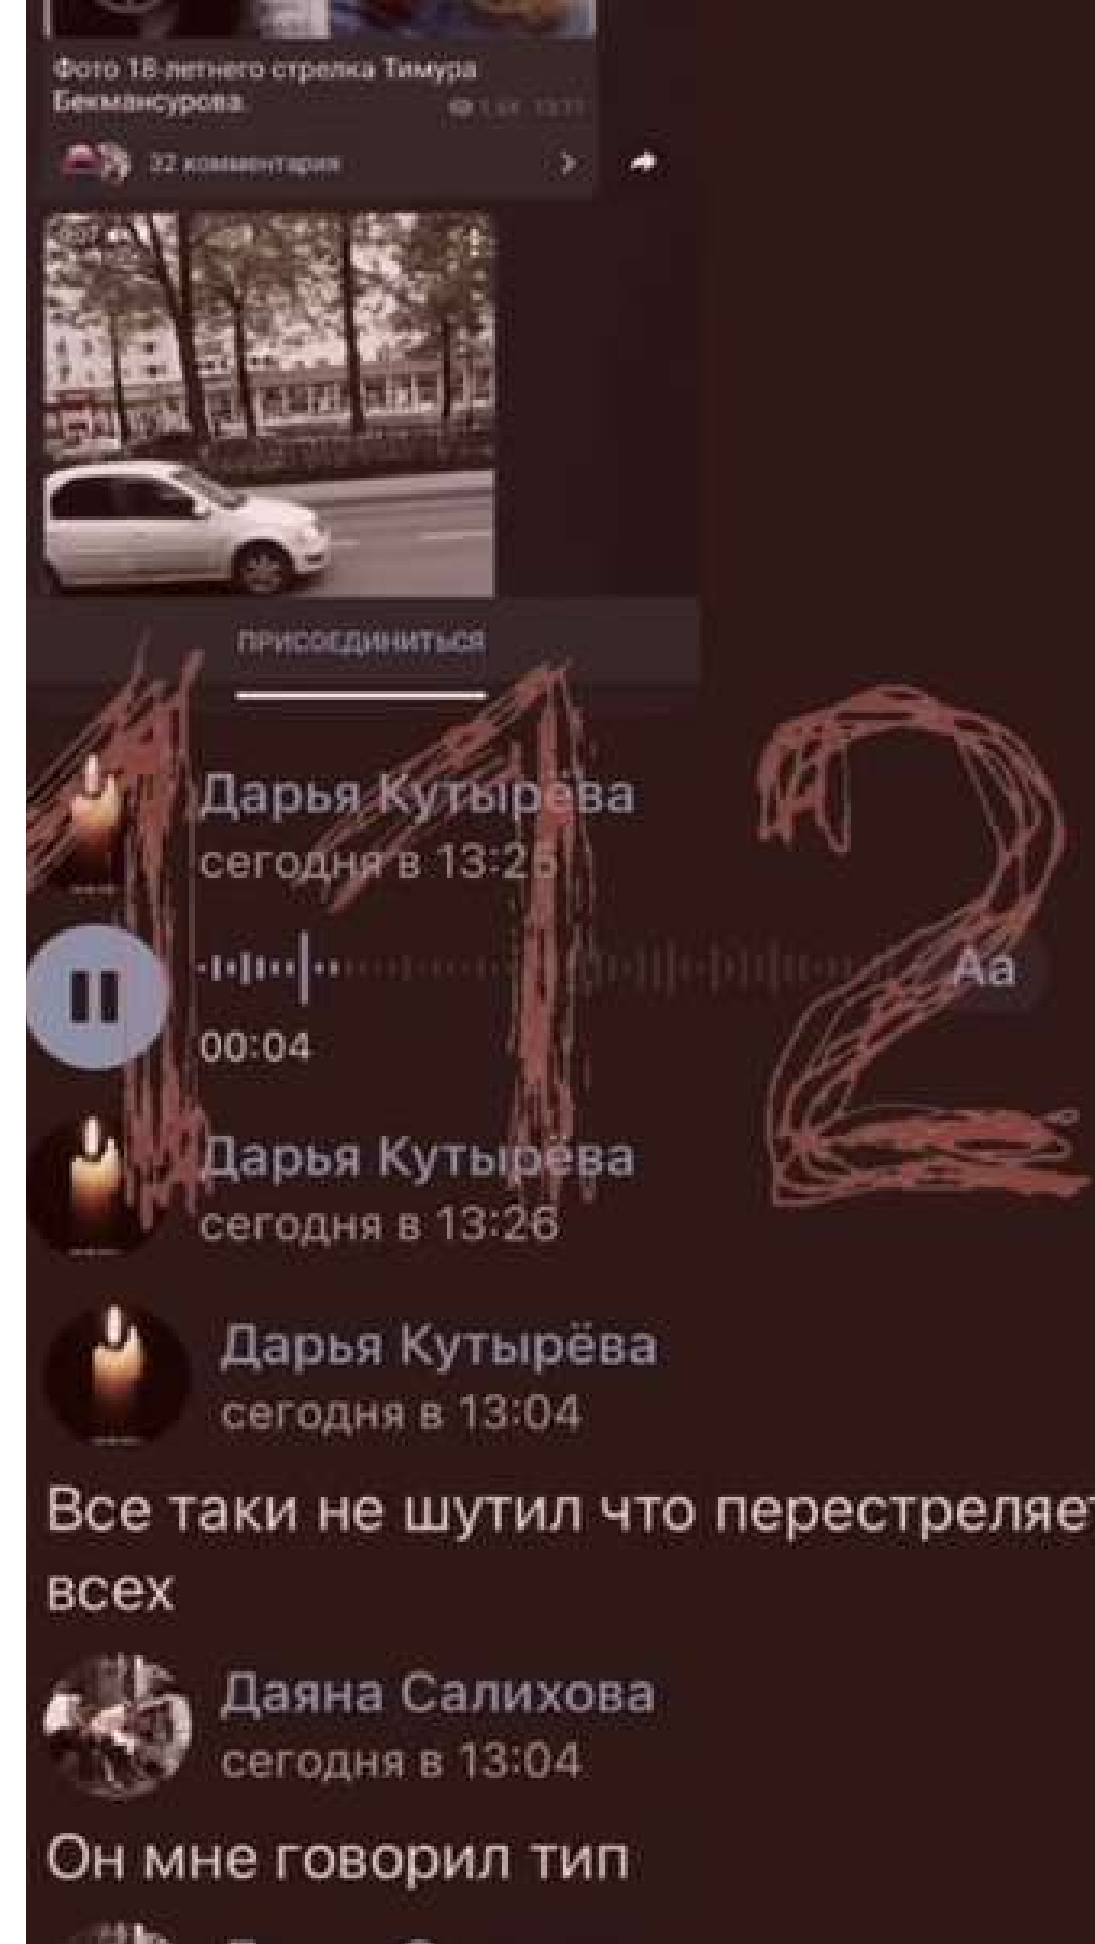 Фото 18-летнего стрелка Тимура
Бекмансурова.
32 комментария
ПРИСОЕДИНИТЬСЯ
112
Дарья Кутырёва
сегодня в 13:25
Aa
00:04
Дарья Кутырёва
сегодня в 13:26
Дарья Кутырёва
сегодня в 13:04
Все таки не шутил что перестреляет
всех
Даяна Салихова
сегодня в 13:04
Он мне говорил тип